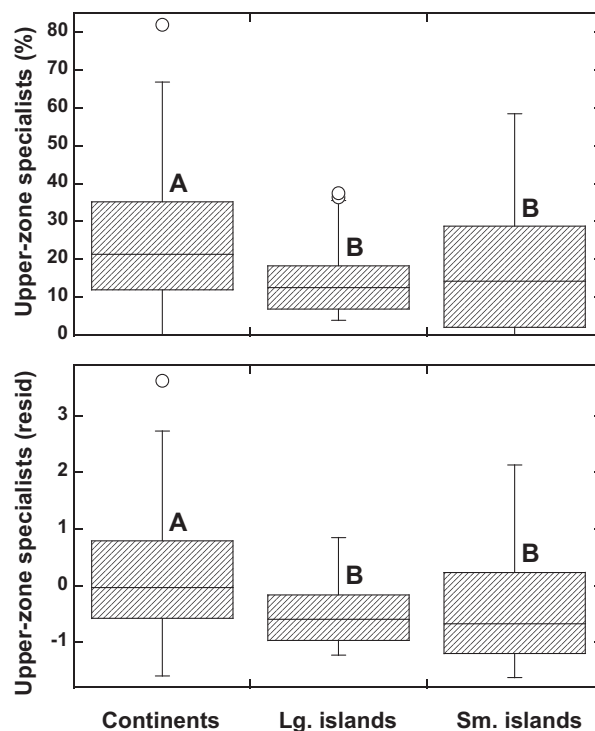 Upper-zone specialists (%)
80
70
60
50
40
30
20
10
0
A
B
B
Upper-zone specialists (resid)
3
2
1
0
-1
A
B
B
Continents Lg. islands Sm. islands